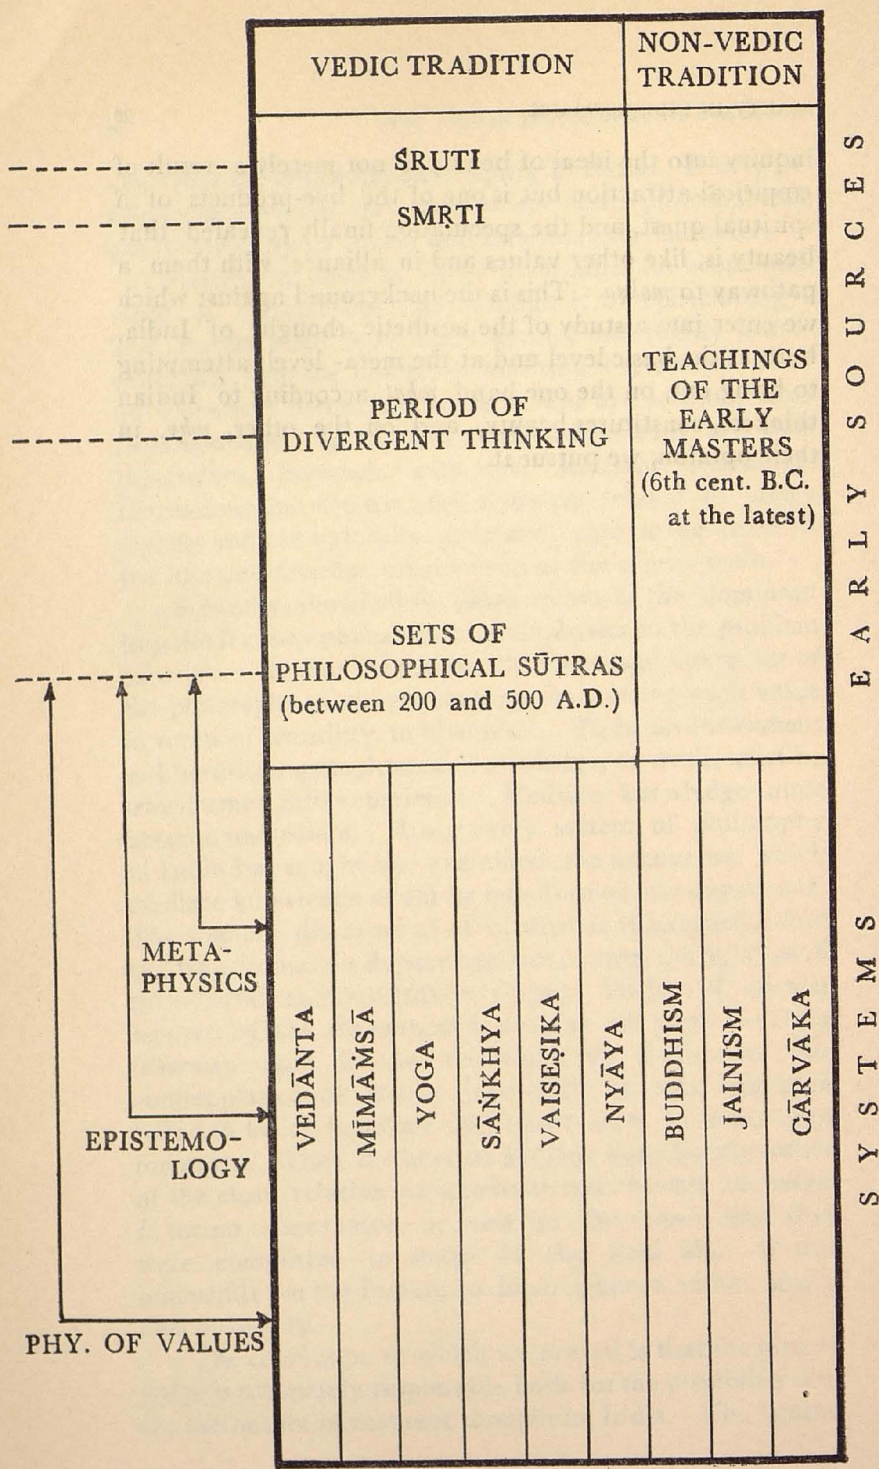 VEDIC TRADITION
NON-VEDIC
TRADITION
ŚRUTI
SMṚTI
PERIOD OF
DIVERGENT THINKING
TEACHINGS
OF THE
EARLY
MASTERS
(6th cent. B.C.
at the latest)
SETS OF
PHILOSOPHICAL SŪTRAS
(between 200 and 500 A.D.)
EARLY SOURCES
META-
PHYSICS
EPISTEMO-
LOGY
PHY. OF VALUES
VEDĀNTA
MĪMĀṀSĀ
YOGA
SĀṄKHYA
VAISEṢIKA
NYĀYA
BUDDHISM
JAINISM
CĀRVĀKA
SYSTEMS